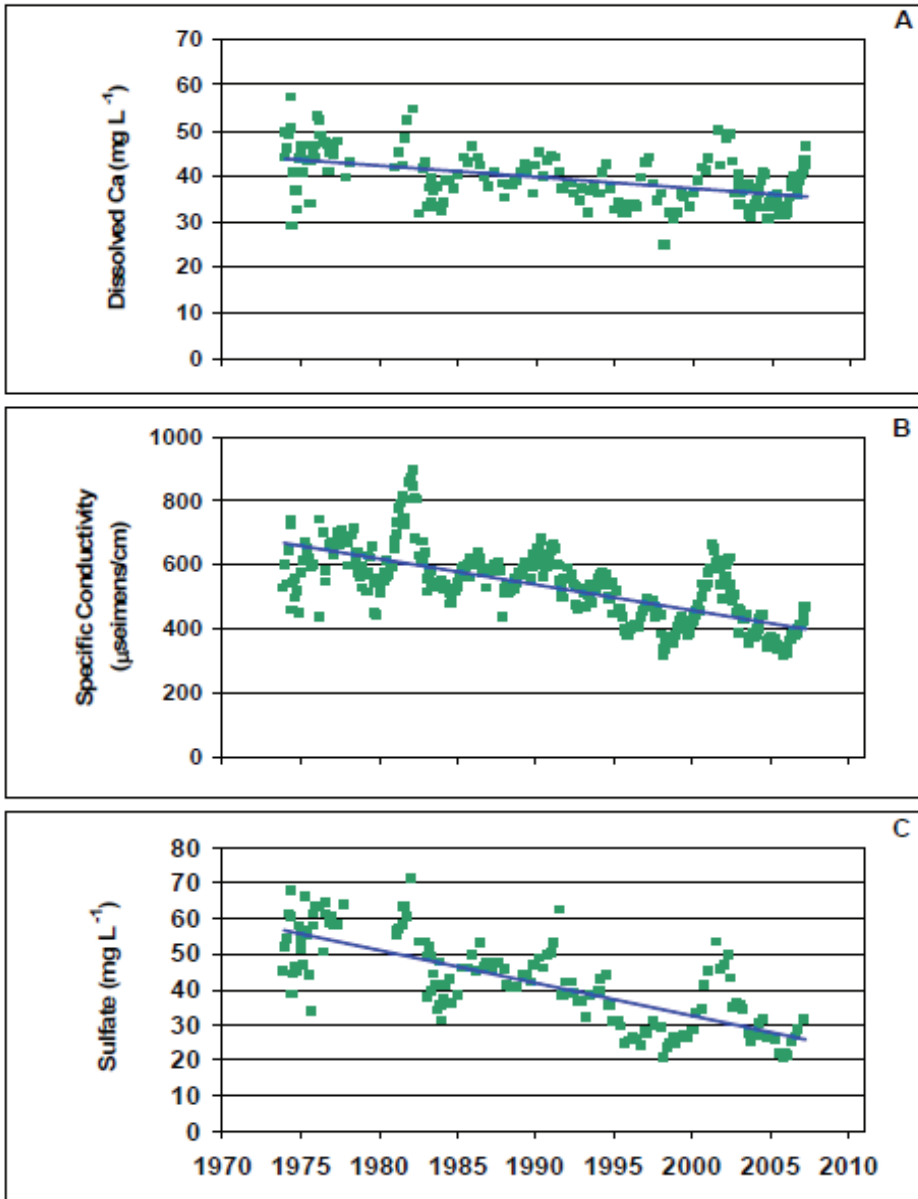 A
70
60
50
40
30
20
10
0
Dissolved Ca (mg L -1)
B
1000
800
600
400
200
0
Specific Conductivity
(µseimens/cm)
C
80
70
60
50
40
30
20
10
0
Sulfate (mg L -1)
1970 1975 1980 1985 1990 1995 2000 2005 2010